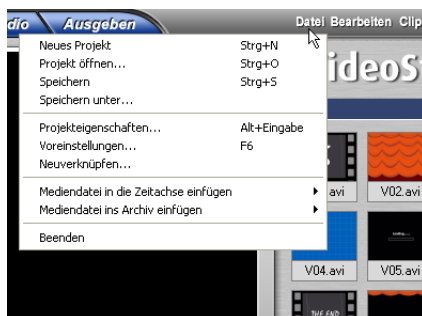 dio Ausgeben Datei Bearbeiten Clip
Neues Projekt Strg+N
Projekt öffnen... Strg+O
Speichern Strg+S
Speichern unter...
Projekteigenschaften... Alt+Eingabe
Voreinstellungen... F6
Neuverknüpfen...
Mediendatei in die Zeitachse einfügen
Mediendatei ins Archiv einfügen
Beenden
ideoS
avi V02.avi
V04.avi V05.avi
THE END